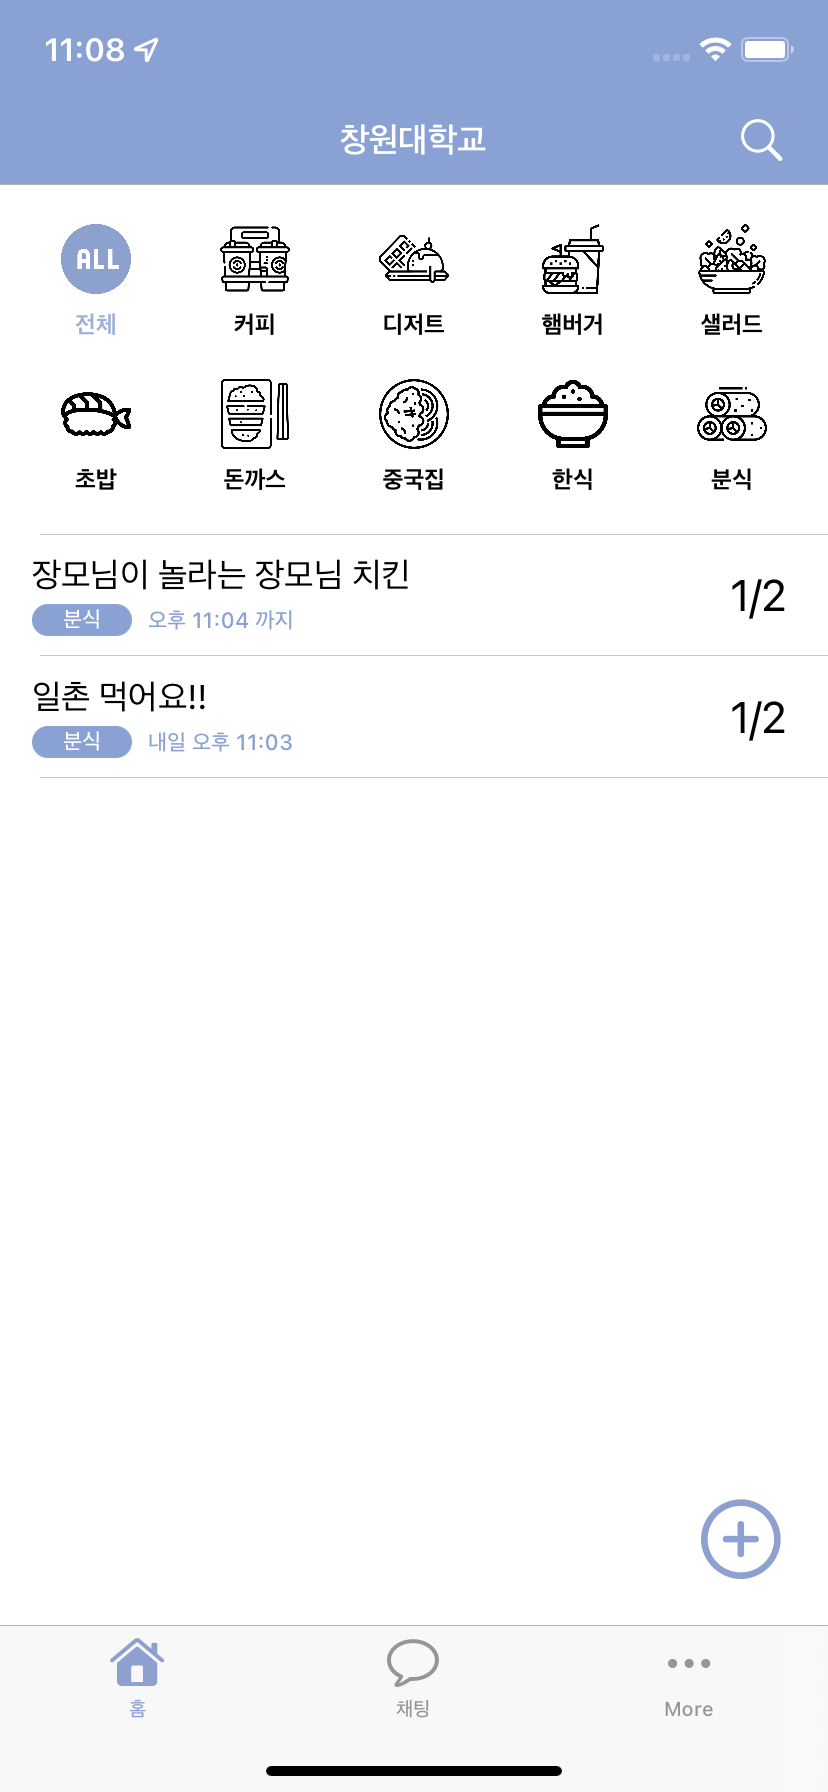 11:08
창원대학교
ALL
전체 커피 디저트 햄버거 샐러드
초밥 돈까스 중국집 한식 분식
장모님이 놀라는 장모님 치킨
분식 오후 11:04 까지
1/2
일촌 먹어요!!
분식 내일 오후 11:03
1/2
홈 채팅 More